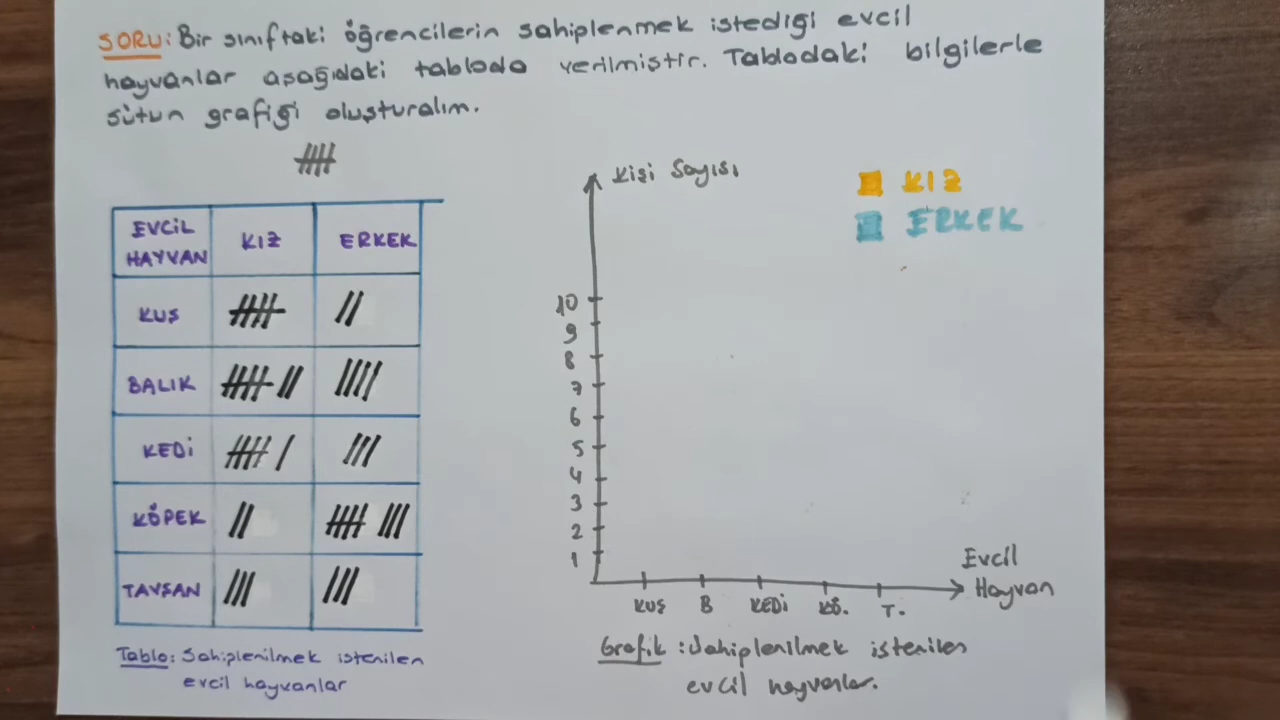 SORU: Bir sınıftaki öğrencilerin sahiplenmek istediği evcil
hayvanlar aşağıdaki tabloda verilmiştir. Tablodaki bilgilerle
sütun grafiği oluşturalım.
EVCİL HAYVAN KIZ ERKEK
KUŞ
BALIK
KEDİ
KÖPEK
TAVŞAN
Tablo: Sahiplenilmek istenilen
evcil hayvanlar
Kişi Sayısı
KIZ
ERKEK
10
9
8
7
6
5
4
3
2
1
KUŞ B KEDİ KÖ. T.
Evcil
Hayvan
Grafik: Sahiplenilmek istenilen
evcil hayvanlar.